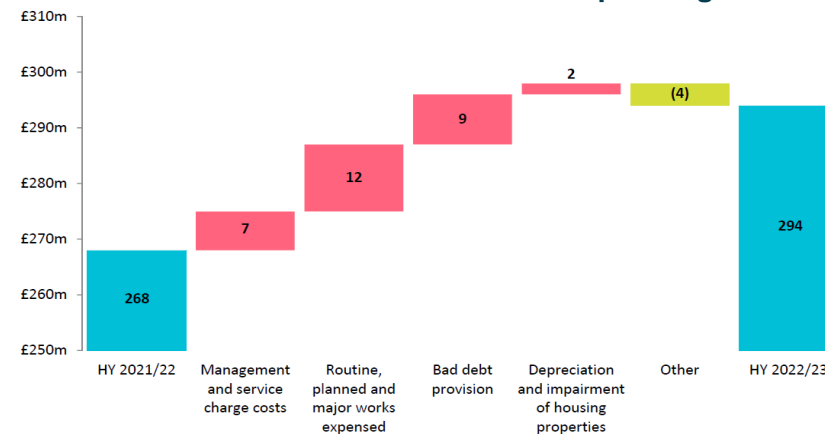 £310m
£300m
£290m
£280m
£270m
£260m
£250m
268
7
12
9
2
(4)
294
HY 2021/22
Management
and service
charge costs
Routine,
planned and
major works
expensed
Bad debt
provision
Depreciation
and impairment
of housing
properties
Other
HY 2022/23